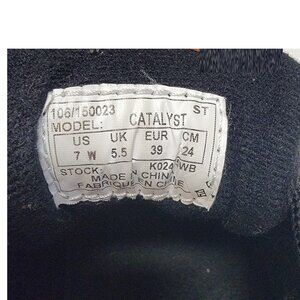 106/150023 ST
MODEL: CATALYST
US UK EUR CM
7 W 5.5 39 24
STOCK: K024-WB
MADE IN CHINA
FABRIQUE EN CHINE